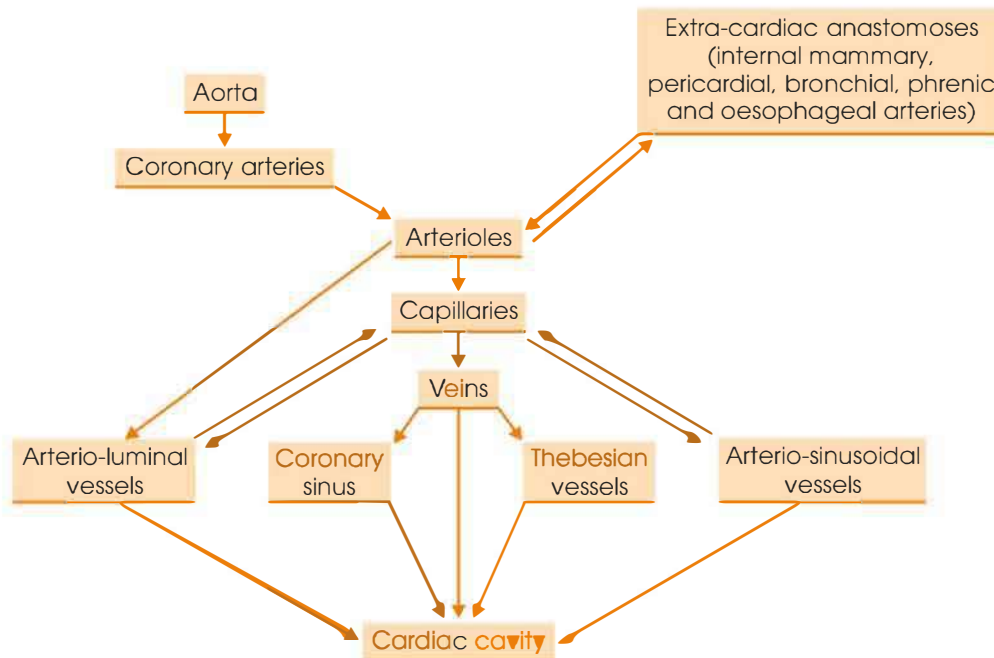 Extra-cardiac anastomoses
(internal mammary,
pericardial, bronchial, phrenic
and oesophageal arteries)
Aorta
Coronary arteries
Arterioles
Capillaries
Veins
Arterio-luminal
vessels
Coronary
sinus
Thebesian
vessels
Arterio-sinusoidal
vessels
Cardiac cavity